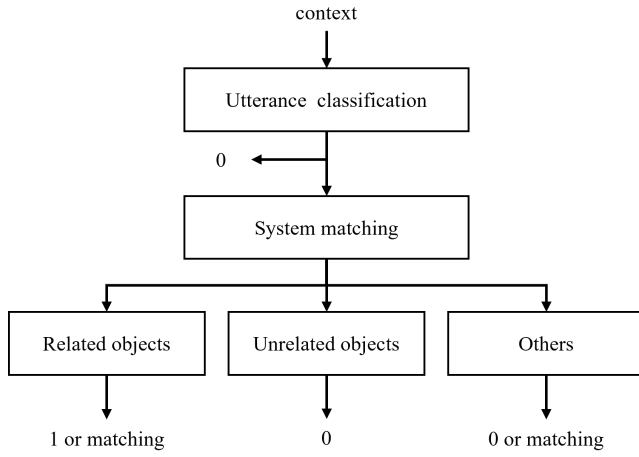 context
Utterance classification
0
System matching
Related objects
Unrelated objects
Others
1 or matching
0
0 or matching